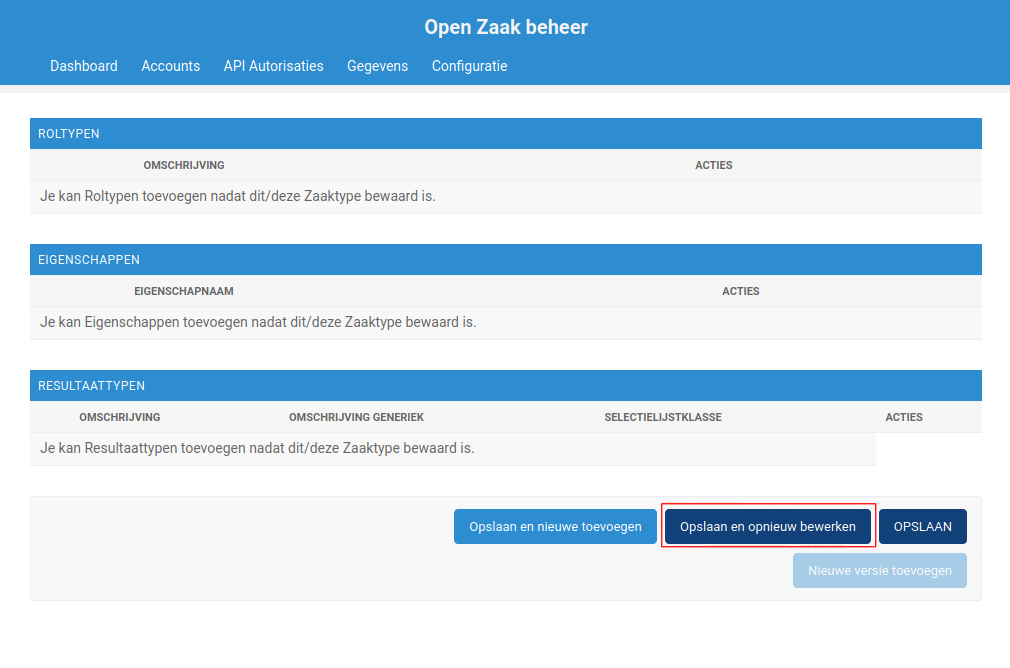 Open Zaak beheer
Dashboard Accounts API Autorisaties Gegevens Configuratie
ROLTYPEN
OMSCHRIJVING ACTIES
Je kan Roltypen toevoegen nadat dit/deze Zaaktype bewaard is.
EIGENSCHAPPEN
EIGENSCHAPNAAM ACTIES
Je kan Eigenschappen toevoegen nadat dit/deze Zaaktype bewaard is.
RESULTAATTYPEN
OMSCHRIJVING OMSCHRIJVING GENERIEK SELECTIELIJSTKLASSE ACTIES
Je kan Resultaattypen toevoegen nadat dit/deze Zaaktype bewaard is.
Opslaan en nieuwe toevoegen Opslaan en opnieuw bewerken OPSLAAN
Nieuwe versie toevoegen